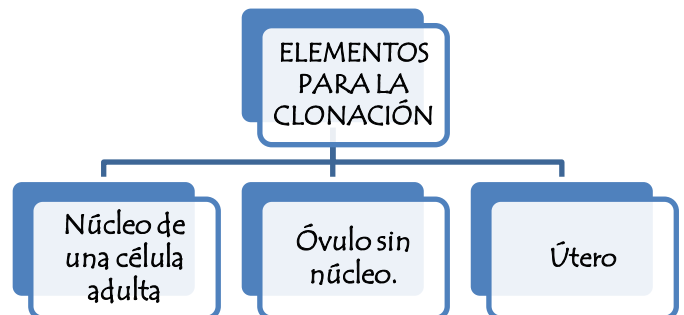 ELEMENTOS
PARA LA
CLONACIÓN
Núcleo de
una célula
adulta
Óvulo sin
núcleo.
Útero